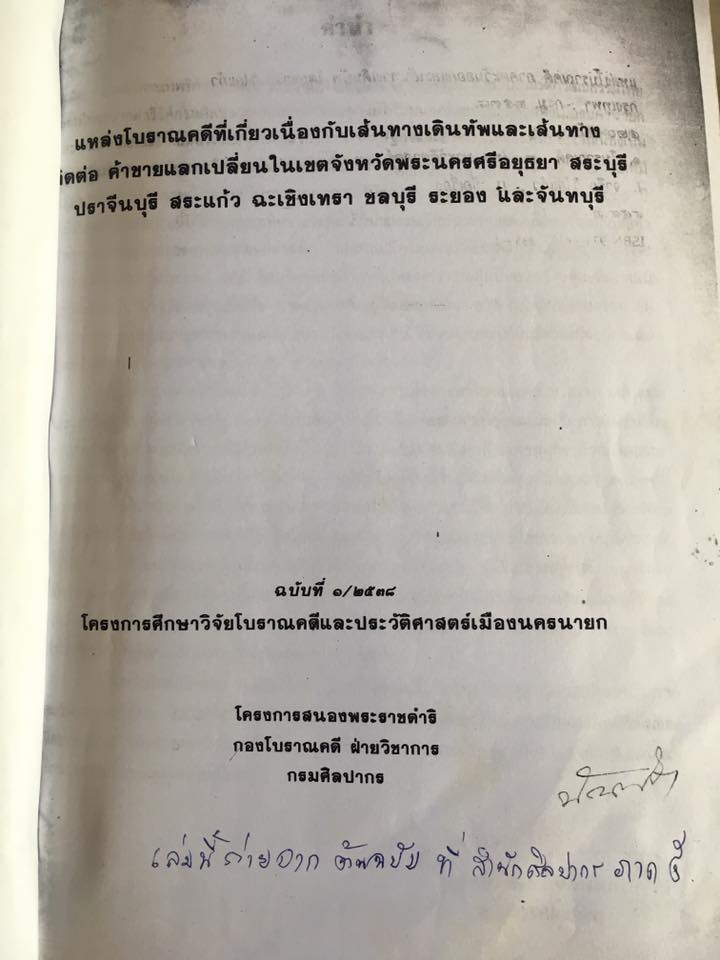 แหล่งโบราณคดีที่เกี่ยวเนื่องกับเส้นทางเดินทัพและเส้นทาง
ติดต่อ ค้าขายแลกเปลี่ยนในเขตจังหวัดพระนครศรีอยุธยา สระบุรี
ปราจีนบุรี สระแก้ว ฉะเชิงเทรา ชลบุรี ระยอง และจันทบุรี
ฉบับที่ ๑/๒๕๓๘
โครงการศึกษาวิจัยโบราณคดีและประวัติศาสตร์เมืองนครนายก
โครงการสนองพระราชดำริ
กองโบราณคดี ฝ่ายวิชาการ
กรมศิลปากร
เล่มนี้ถ่ายจาก ต้นฉบับ ที่ สำนักศิลปากร ภาค